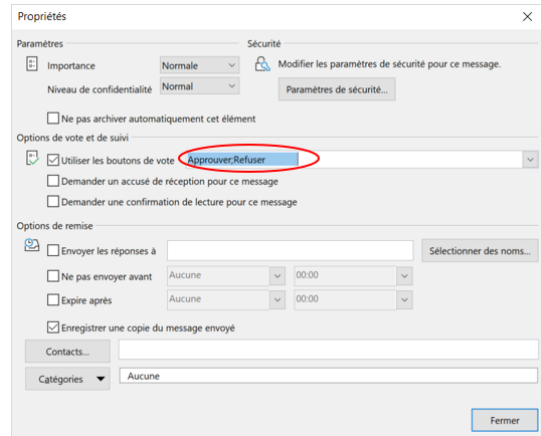 Propriétés
Paramètres
Sécurité
Importance
Normale
Modifier les paramètres de sécurité pour ce message.
Niveau de confidentialité
Normal
Paramètres de sécurité...
Ne pas archiver automatiquement cet élément
Options de vote et de suivi
Utiliser les boutons de vote
Approuver;Refuser
Demander un accusé de réception pour ce message
Demander une confirmation de lecture pour ce message
Options de remise
Envoyer les réponses à
Sélectionner des noms...
Ne pas envoyer avant
Aucune
00:00
Expire après
Aucune
00:00
Enregistrer une copie du message envoyé
Contacts...
Catégories
Aucune
Fermer